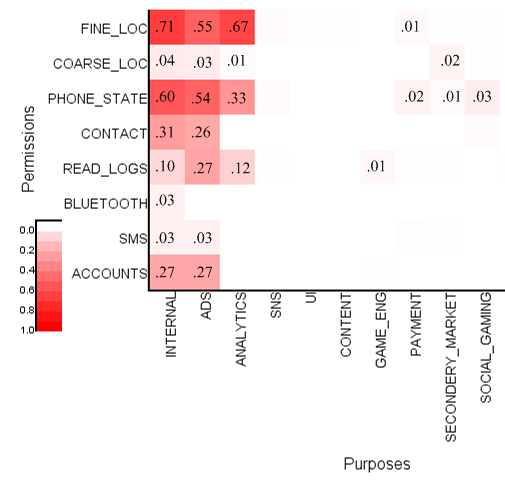 FINE_LOC .71 .55 .67 .01
COARSE_LOC .04 .03 .01 .02
PHONE_STATE .60 .54 .33 .02 .01 .03
CONTACT .31 .26
READ_LOGS .10 .27 .12 .01
BLUETOOTH .03
SMS .03 .03
ACCOUNTS .27 .27
Permissions
0.0
0.2
0.4
0.6
0.8
1.0
INTERNAL
ADS
ANALYTICS
SNS
UI
CONTENT
GAME_ENG
PAYMENT
SECONDERY_MARKET
SOCIAL_GAMING
Purposes